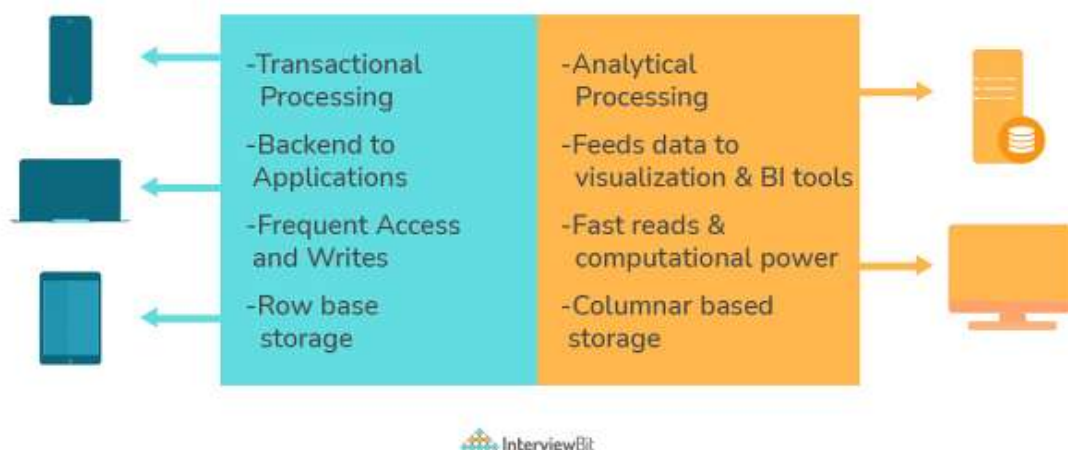 -Transactional
Processing
-Backend to
Applications
-Frequent Access
and Writes
-Row base
storage
-Analytical
Processing
-Feeds data to
visualization & BI tools
-Fast reads &
computational power
-Columnar based
storage
InterviewBit